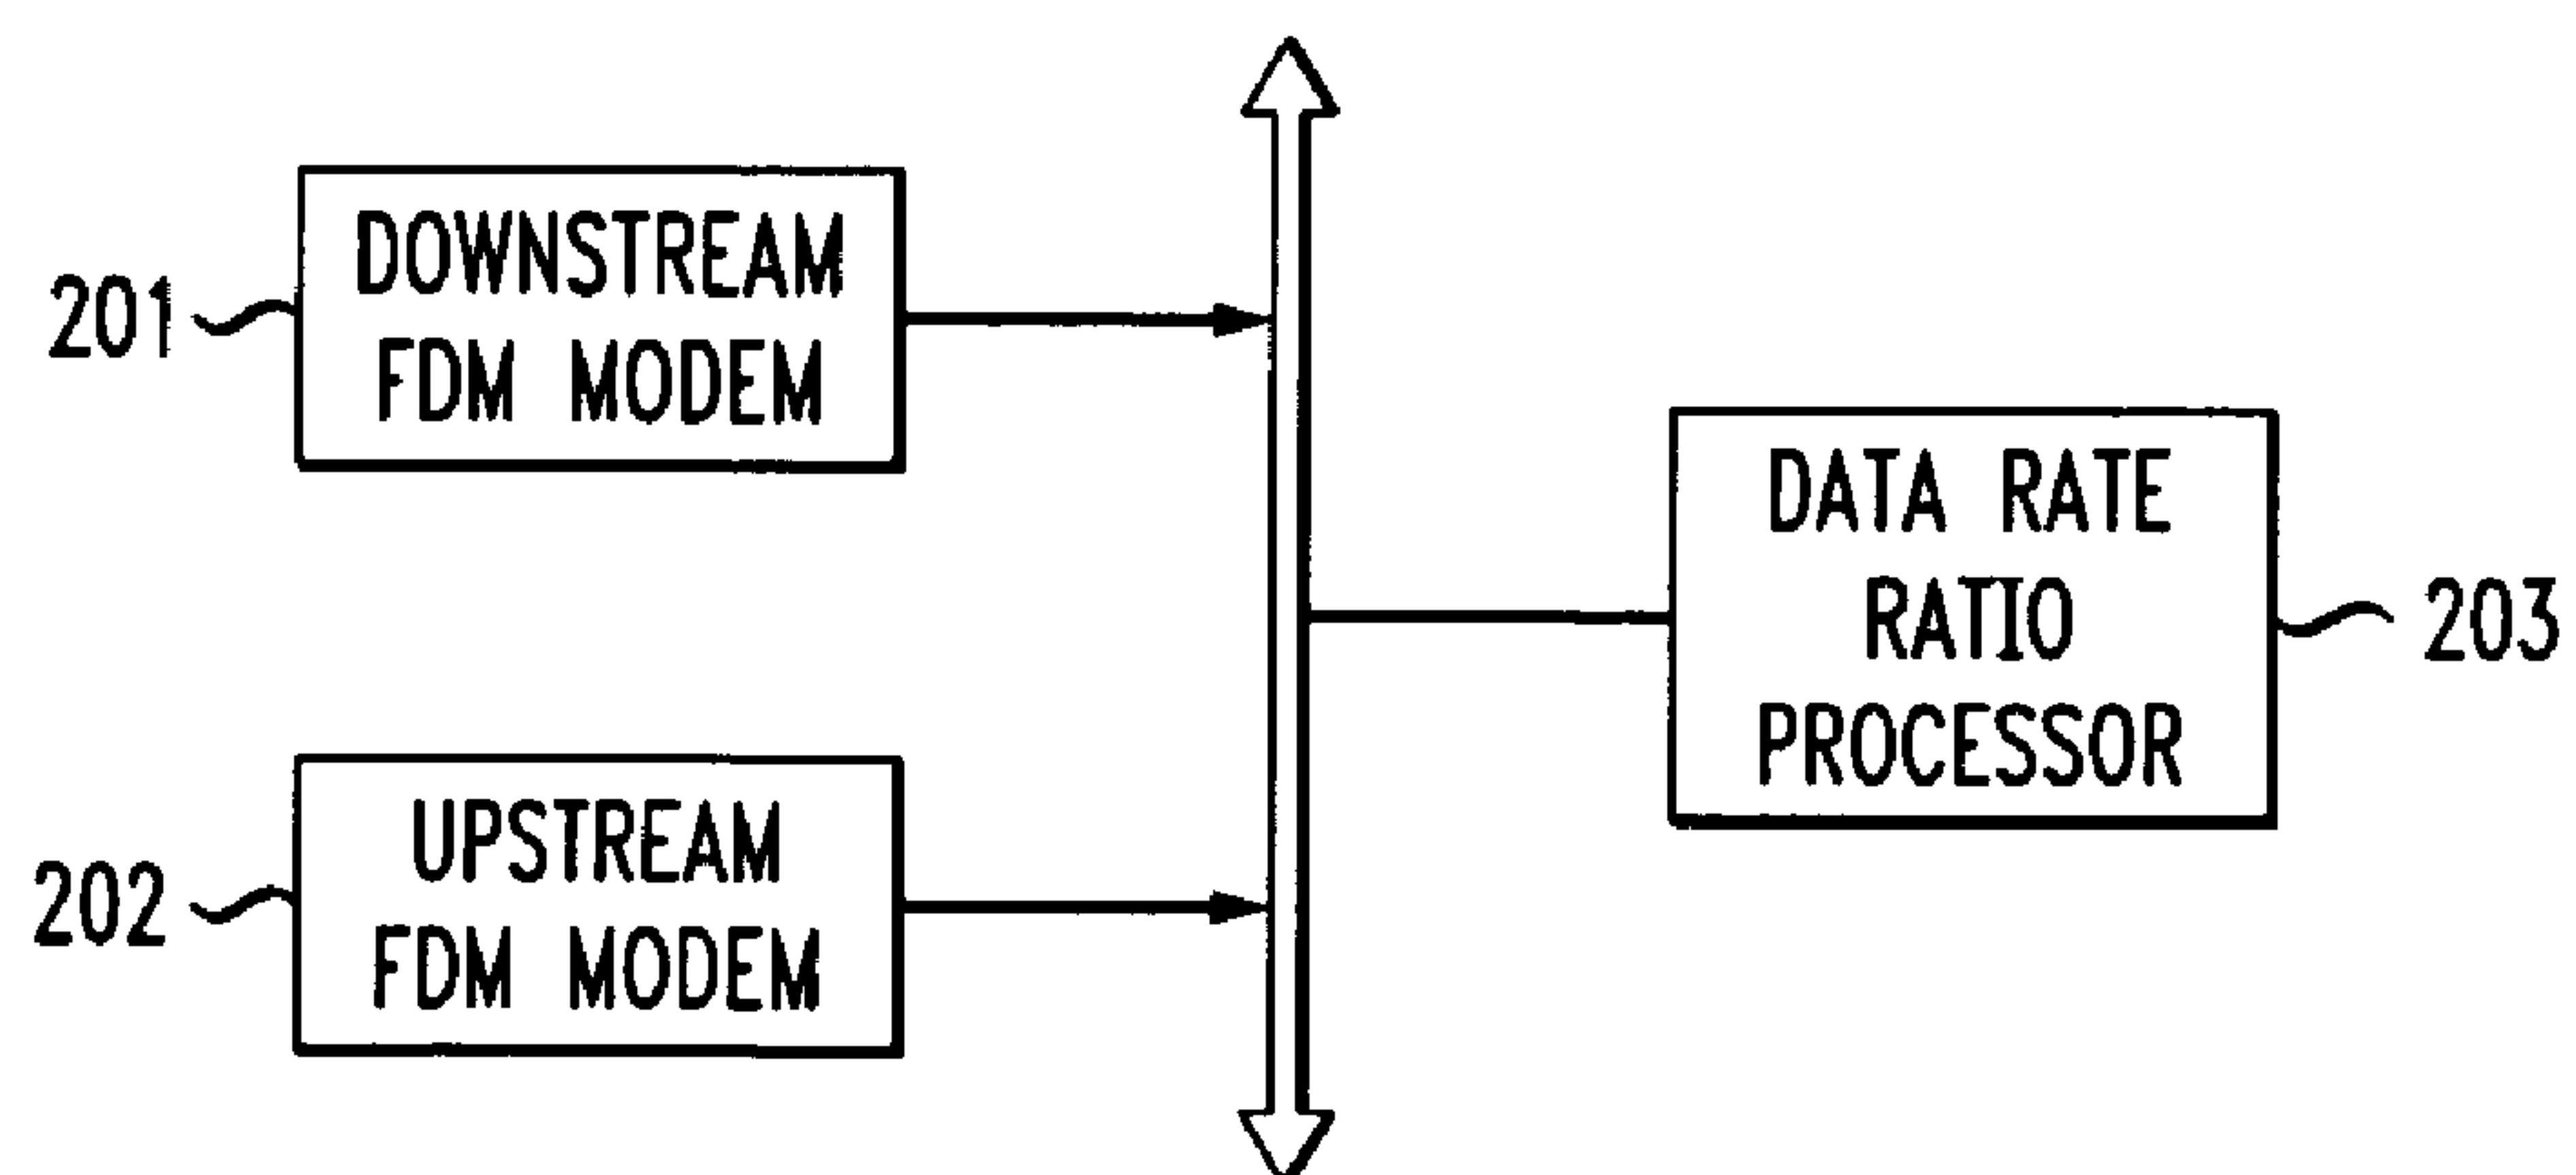 201
DOWNSTREAM
FDM MODEM
DATA RATE
RATIO
PROCESSOR
203
202
UPSTREAM
FDM MODEM